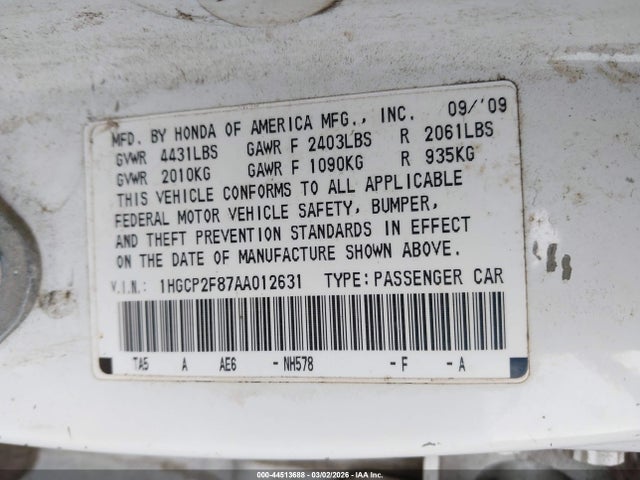 MFD. BY HONDA OF AMERICA MFG., INC. 09/'09
GVWR 4431LBS GAWR F 2403LBS R 2061LBS
GVWR 2010KG GAWR F 1090KG R 935KG
THIS VEHICLE CONFORMS TO ALL APPLICABLE
FEDERAL MOTOR VEHICLE SAFETY, BUMPER,
AND THEFT PREVENTION STANDARDS IN EFFECT
ON THE DATE OF MANUFACTURE SHOWN ABOVE.
V.I.N.: 1HGCP2F87AA012631 TYPE:PASSENGER CAR
TA5 A AE6 -NH578 -F -A
000-44513688 | 03/02/2026 | IAA Inc.